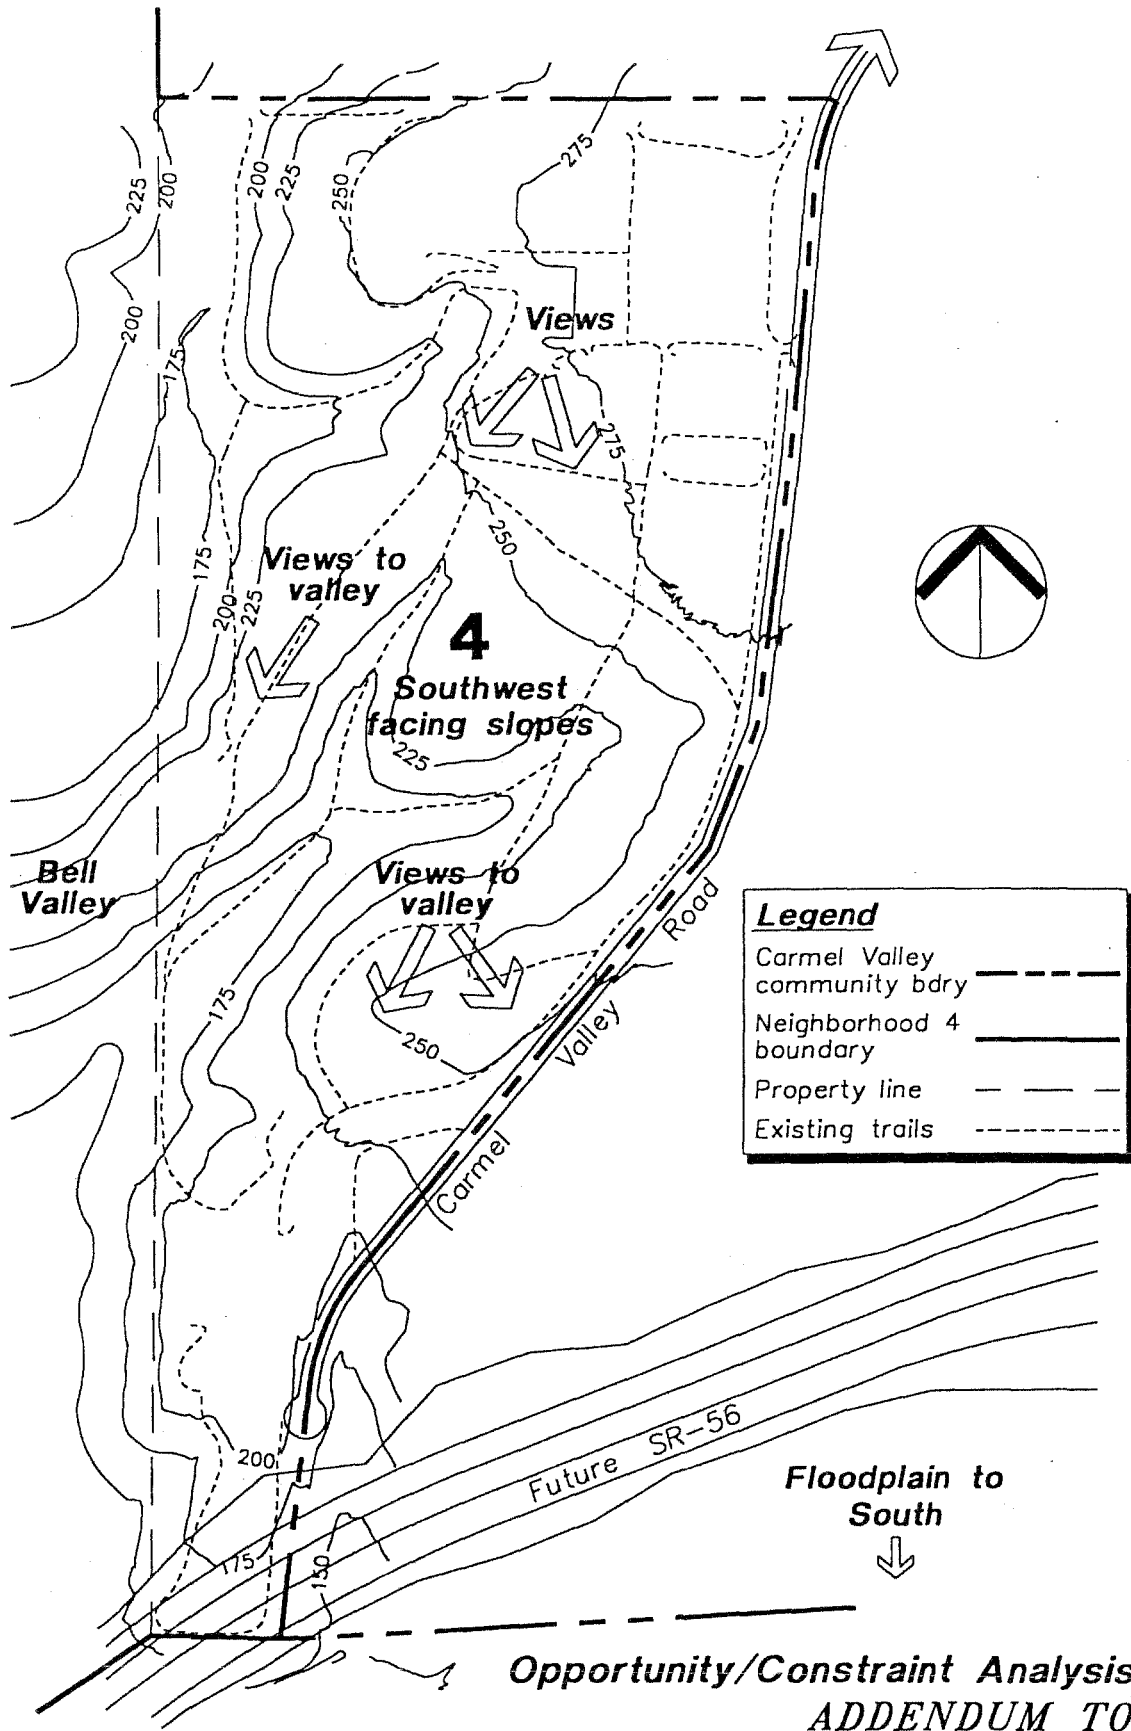 275
225
200
200
225
250
200
175
Views
275
250
Views to
valley
175
200
225
4
Southwest
facing slopes
225
Bell
Valley
Views to
valley
Road
Valley
Carmel
175
250
Legend
Carmel Valley
community bdry
Neighborhood 4
boundary
Property line
Existing trails
200
Future SR-56
175
150
Floodplain to
South
Opportunity/Constraint Analysis
ADDENDUM TO